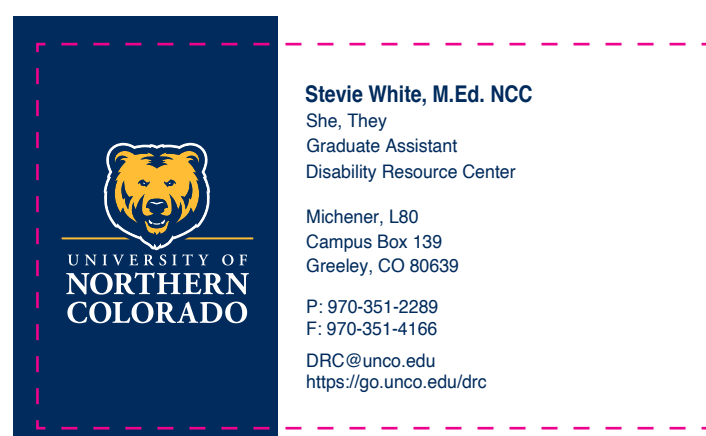 UNIVERSITY OF
NORTHERN
COLORADO
Stevie White, M.Ed. NCC
She, They
Graduate Assistant
Disability Resource Center
Michener, L80
Campus Box 139
Greeley, CO 80639
P: 970-351-2289
F: 970-351-4166
DRC@unco.edu
https://go.unco.edu/drc